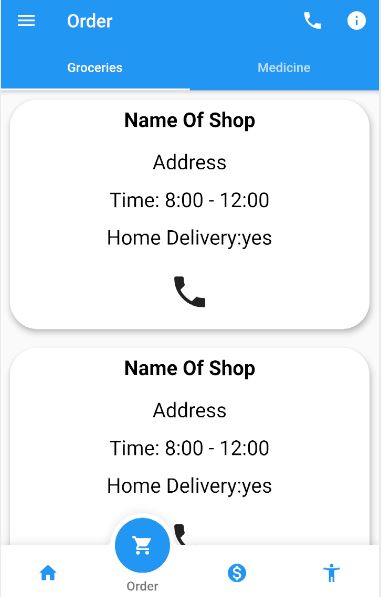 Order
Groceries Medicine
Name Of Shop
Address
Time: 8:00 - 12:00
Home Delivery:yes
Name Of Shop
Address
Time: 8:00 - 12:00
Home Delivery:yes
Order